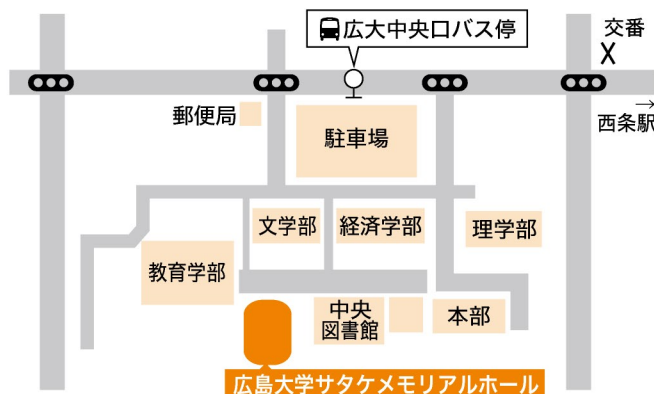 広大中央口バス停
交番
X
→
西条駅
郵便局
駐車場
文学部
経済学部
理学部
教育学部
中央
図書館
本部
広島大学サタケメモリアルホール